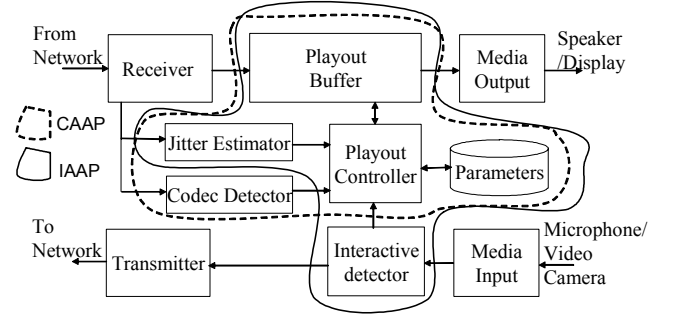 From
Network
Receiver
Playout
Buffer
Media
Output
Speaker
/Display
CAAP
IAAP
Jitter Estimator
Codec Detector
Playout
Controller
Parameters
To
Network
Transmitter
Interactive
detector
Media
Input
Microphone/
Video
Camera